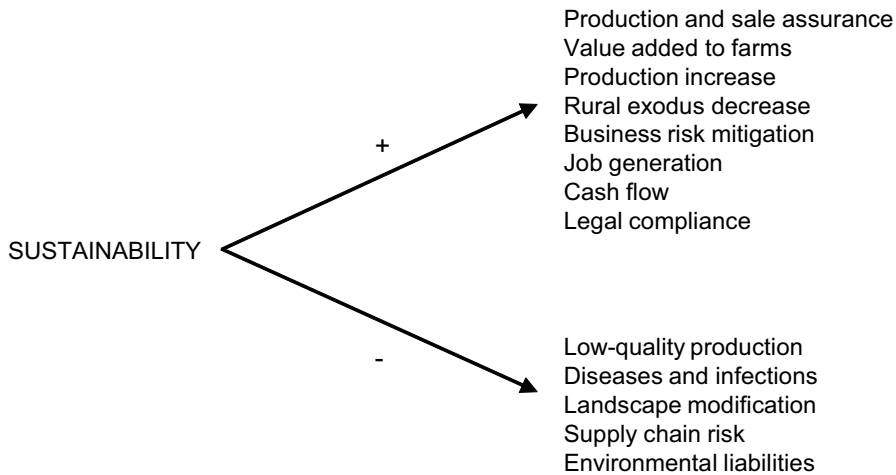 Production and sale assurance
Value added to farms
Production increase
Rural exodus decrease
Business risk mitigation
Job generation
Cash flow
Legal compliance
+
SUSTAINABILITY
-
Low-quality production
Diseases and infections
Landscape modification
Supply chain risk
Environmental liabilities